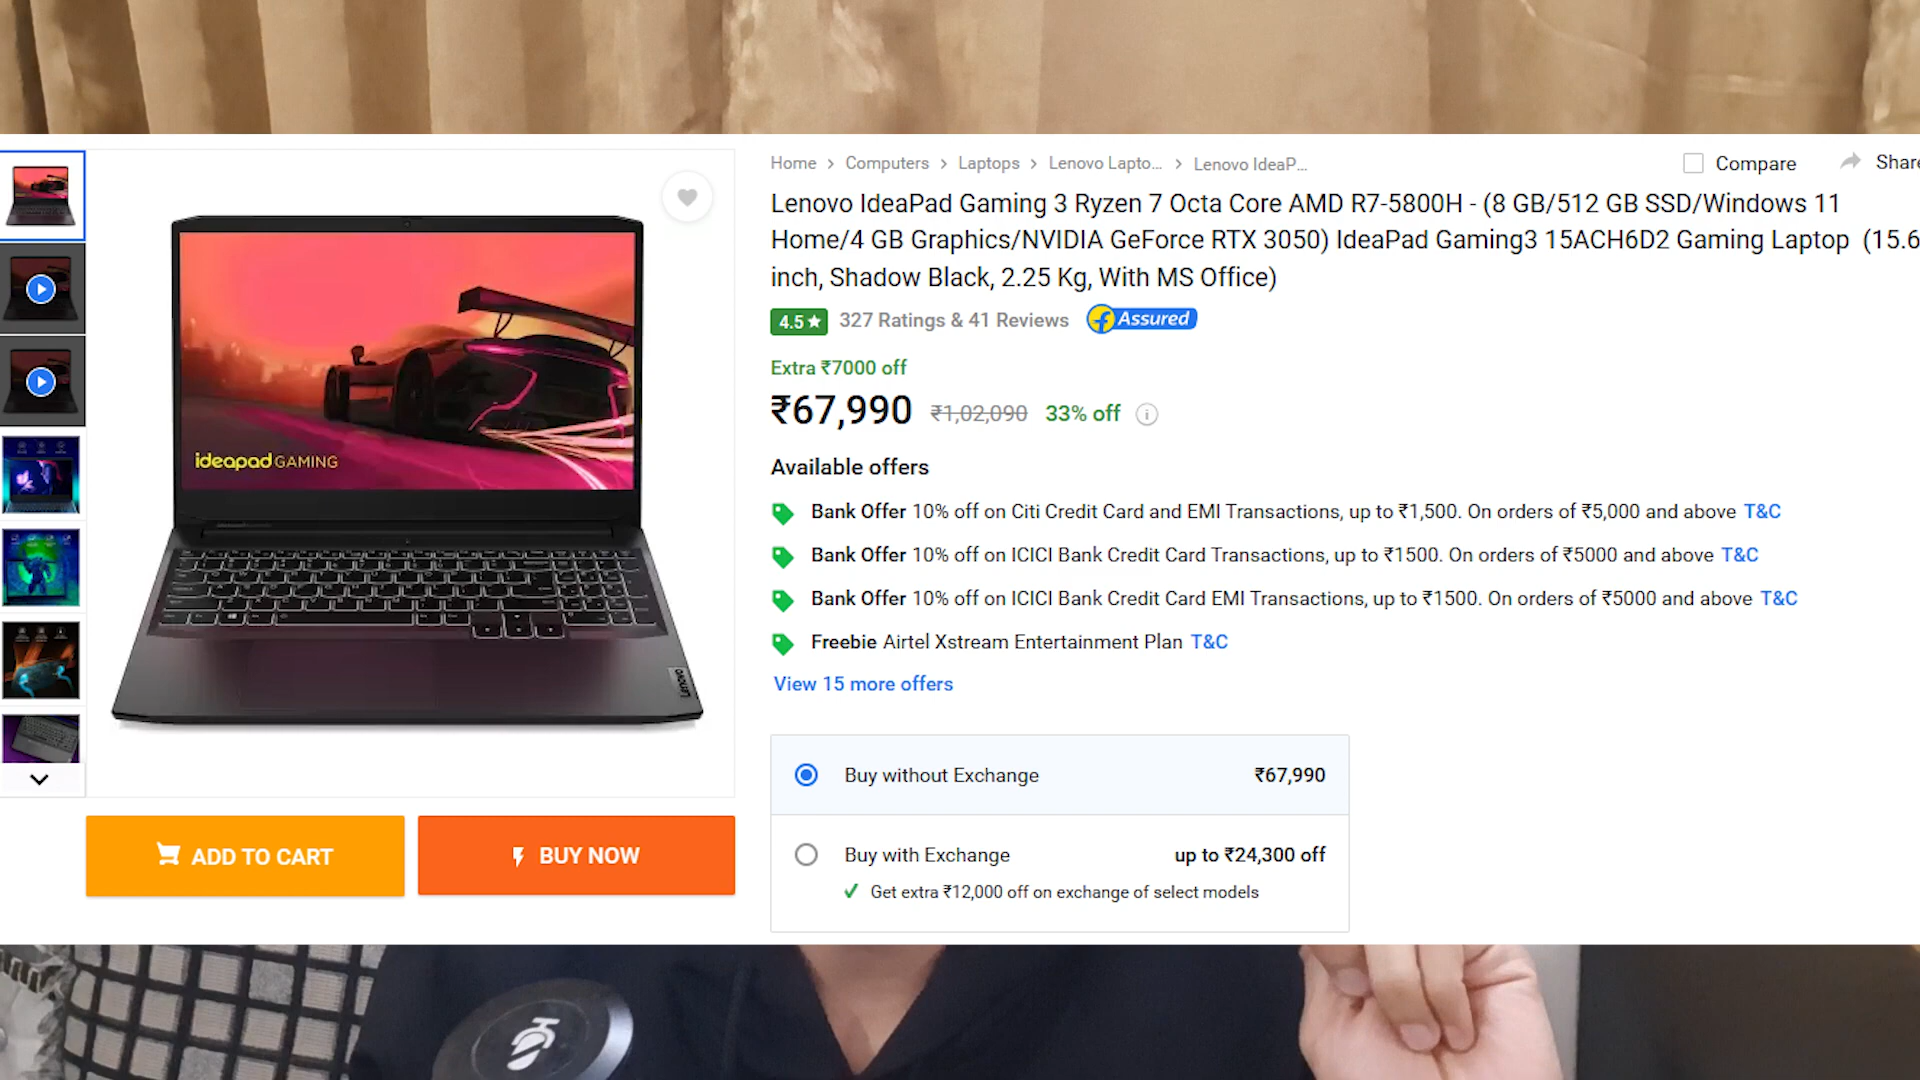 Home > Computers > Laptops > Lenovo Lapto... > Lenovo IdeaP...
Compare
Share
Lenovo IdeaPad Gaming 3 Ryzen 7 Octa Core AMD R7-5800H - (8 GB/512 GB SSD/Windows 11
Home/4 GB Graphics/NVIDIA GeForce RTX 3050) IdeaPad Gaming3 15ACH6D2 Gaming Laptop (15.6
inch, Shadow Black, 2.25 Kg, With MS Office)
4.5★ 327 Ratings & 41 Reviews Assured
Extra ₹7000 off
₹67,990 ₹1,02,090 33% off
Available offers
Bank Offer 10% off on Citi Credit Card and EMI Transactions, up to ₹1,500. On orders of ₹5,000 and above T&C
Bank Offer 10% off on ICICI Bank Credit Card Transactions, up to ₹1500. On orders of ₹5000 and above T&C
Bank Offer 10% off on ICICI Bank Credit Card EMI Transactions, up to ₹1500. On orders of ₹5000 and above T&C
Freebie Airtel Xstream Entertainment Plan T&C
View 15 more offers
Buy without Exchange ₹67,990
Buy with Exchange up to ₹24,300 off
✓ Get extra ₹12,000 off on exchange of select models
ideapad GAMING
Lenovo
ADD TO CART
BUY NOW